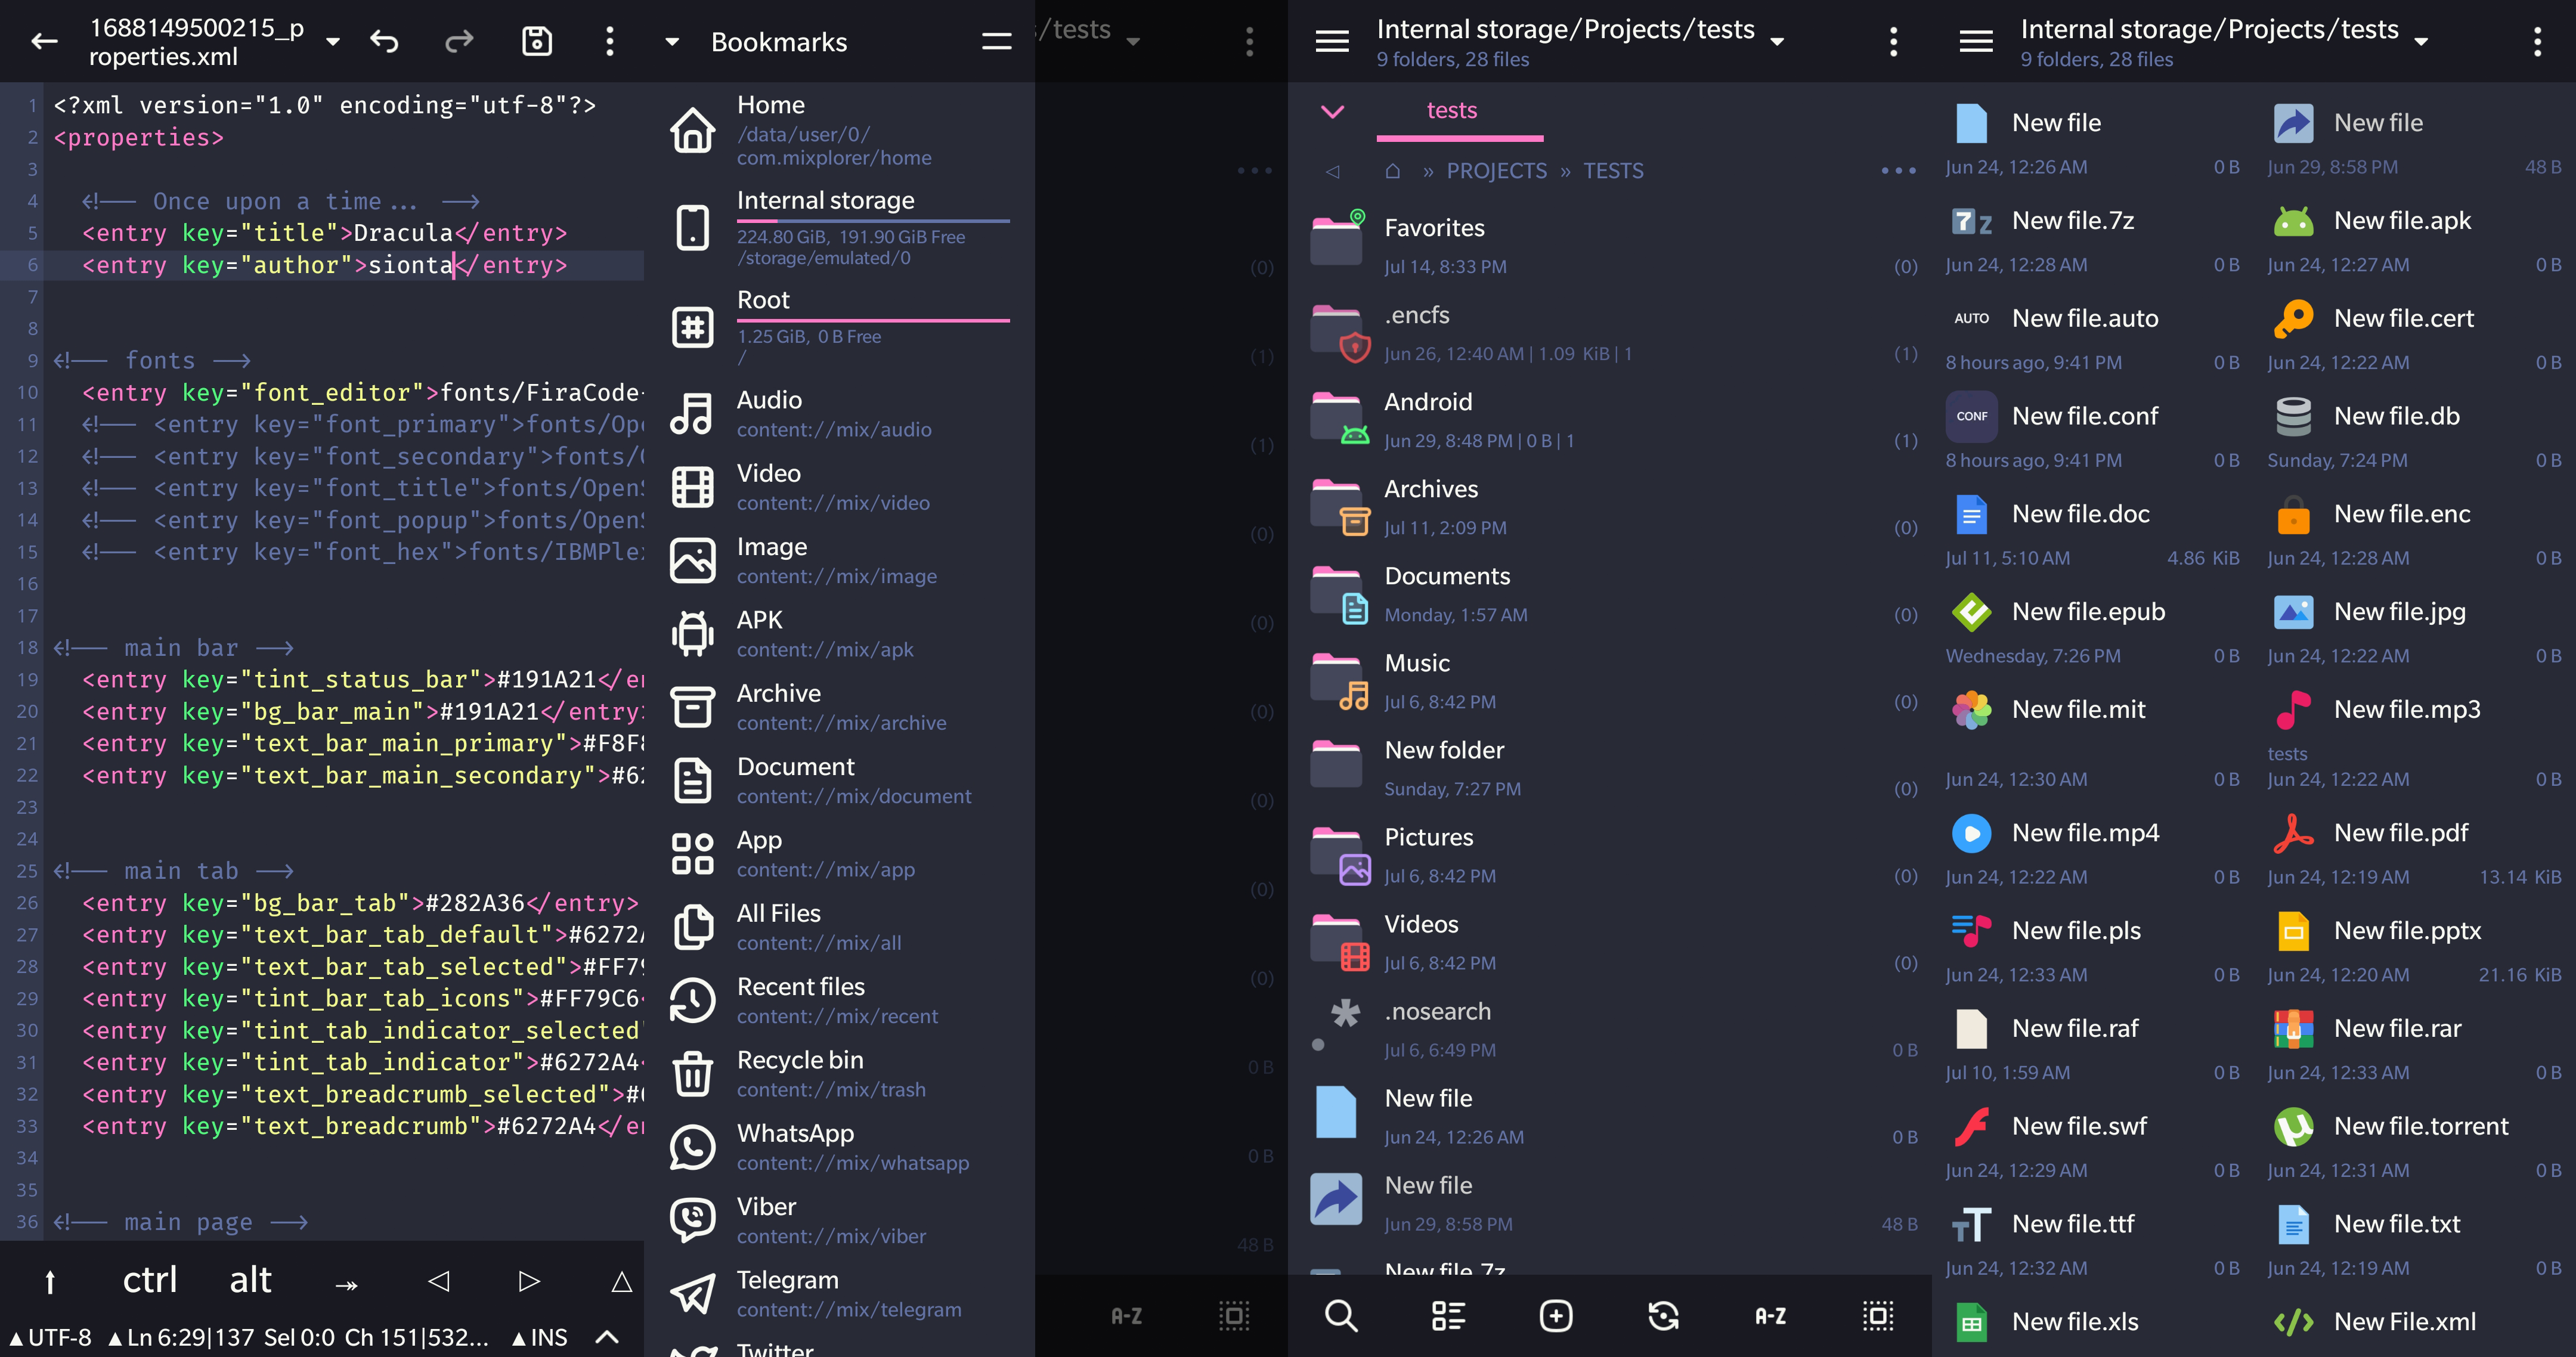 1688149500215_p
roperties.xml
1 <?xml version="1.0" encoding="utf-8"?>
2 <properties>
3
4 <!-- Once upon a time... -->
5 <entry key="title">Dracula</entry>
6 <entry key="author">sionta</entry>
7
8
9 <!-- fonts -->
10 <entry key="font_editor">fonts/FiraCode-
11 <!-- <entry key="font_primary">fonts/Ope
12 <!-- <entry key="font_secondary">fonts/
13 <!-- <entry key="font_title">fonts/OpenS
14 <!-- <entry key="font_popup">fonts/OpenS
15 <!-- <entry key="font_hex">fonts/IBMPlex
16
17
18 <!-- main bar -->
19 <entry key="tint_status_bar">#191A21</en
20 <entry key="bg_bar_main">#191A21</entry>
21 <entry key="text_bar_main_primary">#F8F8
22 <entry key="text_bar_main_secondary">#62
23
24
25 <!-- main tab -->
26 <entry key="bg_bar_tab">#282A36</entry>
27 <entry key="text_bar_tab_default">#6272A
28 <entry key="text_bar_tab_selected">#FF79
29 <entry key="tint_bar_tab_icons">#FF79C6<
30 <entry key="tint_tab_indicator_selected"
31 <entry key="tint_tab_indicator">#6272A4<
32 <entry key="text_breadcrumb_selected">#6
33 <entry key="text_breadcrumb">#6272A4</en
34
35
36 <!-- main page -->
ctrl alt
UTF-8 Ln 6:29|137 Sel 0:0 Ch 151|532... INS
Bookmarks
Home
/data/user/0/
com.mixplorer/home
Internal storage
224.80 GiB, 191.90 GiB Free
/storage/emulated/0
Root
1.25 GiB, 0 B Free
/
Audio
content://mix/audio
Video
content://mix/video
Image
content://mix/image
APK
content://mix/apk
Archive
content://mix/archive
Document
content://mix/document
App
content://mix/app
All Files
content://mix/all
Recent files
content://mix/recent
Recycle bin
content://mix/trash
WhatsApp
content://mix/whatsapp
Viber
content://mix/viber
Telegram
content://mix/telegram
Twitter
/tests
(0)
(1)
(1)
(0)
(0)
(0)
(0)
(0)
(0)
0 B
0 B
48 B
A-Z
Internal storage/Projects/tests
9 folders, 28 files
tests
» PROJECTS » TESTS
Favorites
Jul 14, 8:33 PM (0)
.encfs
Jun 26, 12:40 AM | 1.09 KiB | 1 (1)
Android
Jun 29, 8:48 PM | 0 B | 1 (1)
Archives
Jul 11, 2:09 PM (0)
Documents
Monday, 1:57 AM (0)
Music
Jul 6, 8:42 PM (0)
New folder
Sunday, 7:27 PM (0)
Pictures
Jul 6, 8:42 PM (0)
Videos
Jul 6, 8:42 PM (0)
.nosearch
Jul 6, 6:49 PM 0 B
New file
Jun 24, 12:26 AM 0 B
New file
Jun 29, 8:58 PM 48 B
New file.7z
A-Z
Internal storage/Projects/tests
9 folders, 28 files
New file New file
Jun 24, 12:26 AM 0 B Jun 29, 8:58 PM 48 B
7z New file.7z New file.apk
Jun 24, 12:28 AM 0 B Jun 24, 12:27 AM 0 B
AUTO New file.auto New file.cert
8 hours ago, 9:41 PM 0 B Jun 24, 12:22 AM 0 B
CONF New file.conf New file.db
8 hours ago, 9:41 PM 0 B Sunday, 7:24 PM 0 B
New file.doc New file.enc
Jul 11, 5:10 AM 4.86 KiB Jun 24, 12:28 AM 0 B
New file.epub New file.jpg
Wednesday, 7:26 PM 0 B Jun 24, 12:22 AM 0 B
New file.mit New file.mp3
tests
Jun 24, 12:30 AM 0 B Jun 24, 12:22 AM 0 B
New file.mp4 New file.pdf
Jun 24, 12:22 AM 0 B Jun 24, 12:19 AM 13.14 KiB
New file.pls New file.pptx
Jun 24, 12:33 AM 0 B Jun 24, 12:20 AM 21.16 KiB
New file.raf New file.rar
Jul 10, 1:59 AM 0 B Jun 24, 12:33 AM 0 B
New file.swf New file.torrent
Jun 24, 12:29 AM 0 B Jun 24, 12:31 AM 0 B
TT New file.ttf New file.txt
Jun 24, 12:32 AM 0 B Jun 24, 12:19 AM 0 B
New file.xls New File.xml